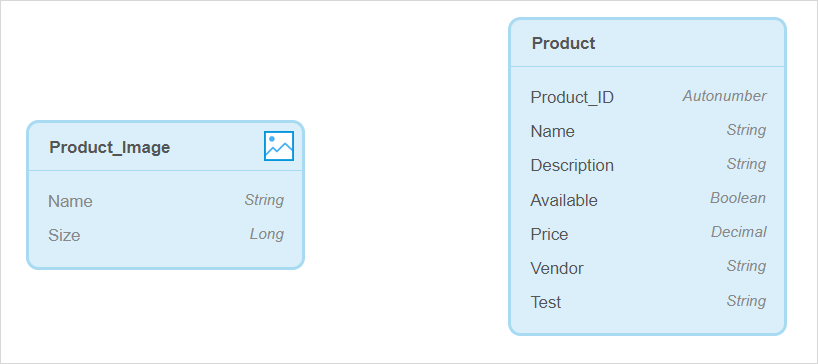 Product_Image
Name String
Size Long
Product
Product_ID Autonumber
Name String
Description String
Available Boolean
Price Decimal
Vendor String
Test String